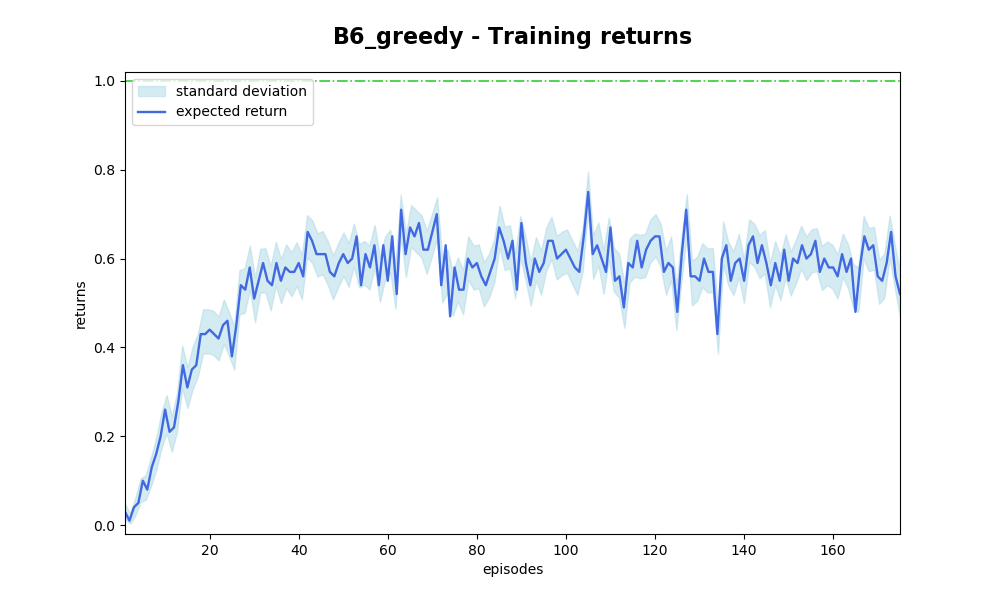 B6_greedy - Training returns
1.0
0.8
0.6
0.4
0.2
0.0
returns
standard deviation
expected return
20 40 60 80 100 120 140 160
episodes